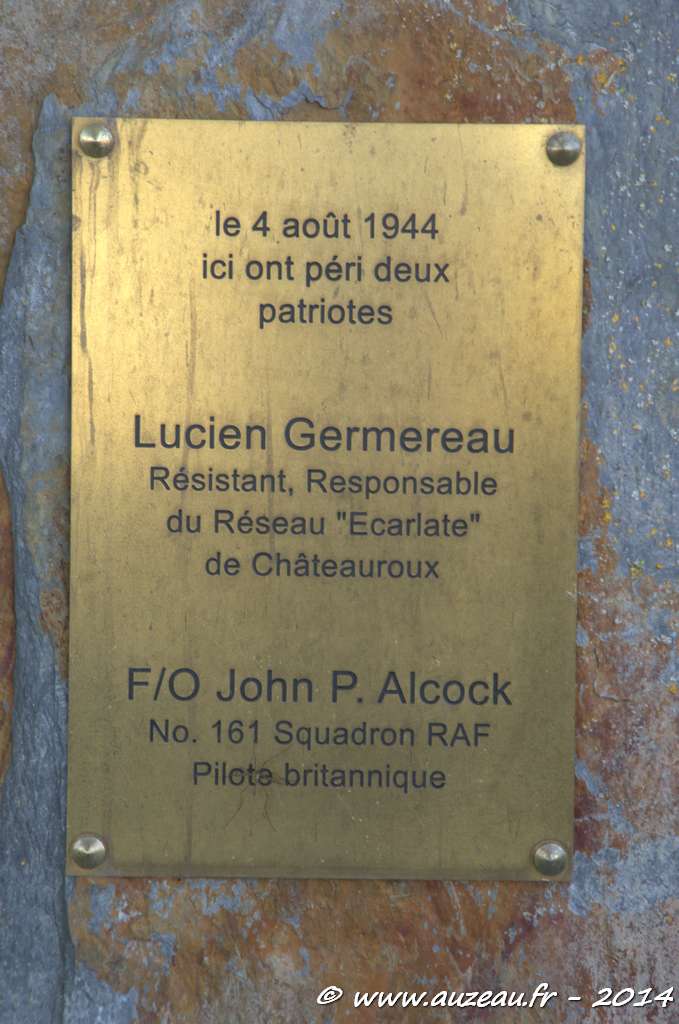 le 4 août 1944
ici ont péri deux
patriotes
Lucien Germereau
Résistant, Responsable
du Réseau "Ecarlate"
de Châteauroux
F/O John P. Alcock
No. 161 Squadron RAF
Pilote britannique
© www.auzeau.fr - 2014